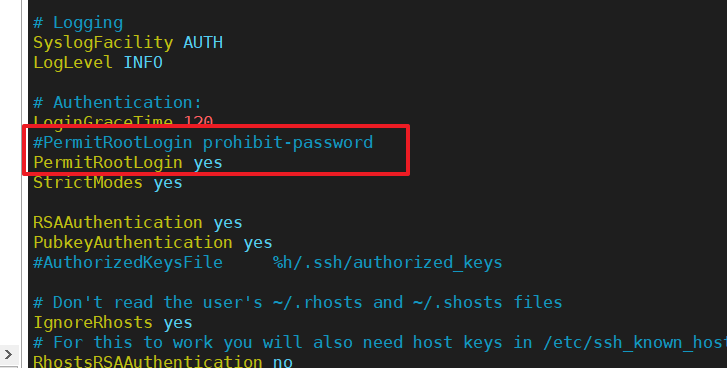 # Logging
SyslogFacility AUTH
LogLevel INFO
# Authentication:
LoginGraceTime 120
#PermitRootLogin prohibit-password
PermitRootLogin yes
StrictModes yes
RSAAuthentication yes
PubkeyAuthentication yes
#AuthorizedKeysFile     %h/.ssh/authorized_keys
# Don't read the user's ~/.rhosts and ~/.shosts files
IgnoreRhosts yes
# For this to work you will also need host keys in /etc/ssh_known_host
RhostsRSAAuthentication no